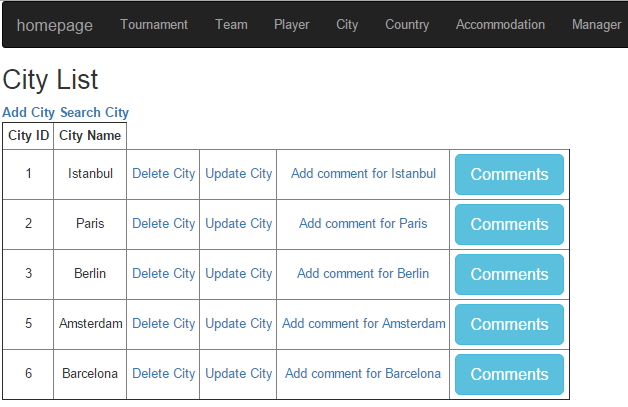 homepage Tournament Team Player City Country Accommodation Manager
City List
Add City Search City
City ID City Name
1 Istanbul Delete City Update City Add comment for Istanbul Comments
2 Paris Delete City Update City Add comment for Paris Comments
3 Berlin Delete City Update City Add comment for Berlin Comments
5 Amsterdam Delete City Update City Add comment for Amsterdam Comments
6 Barcelona Delete City Update City Add comment for Barcelona Comments